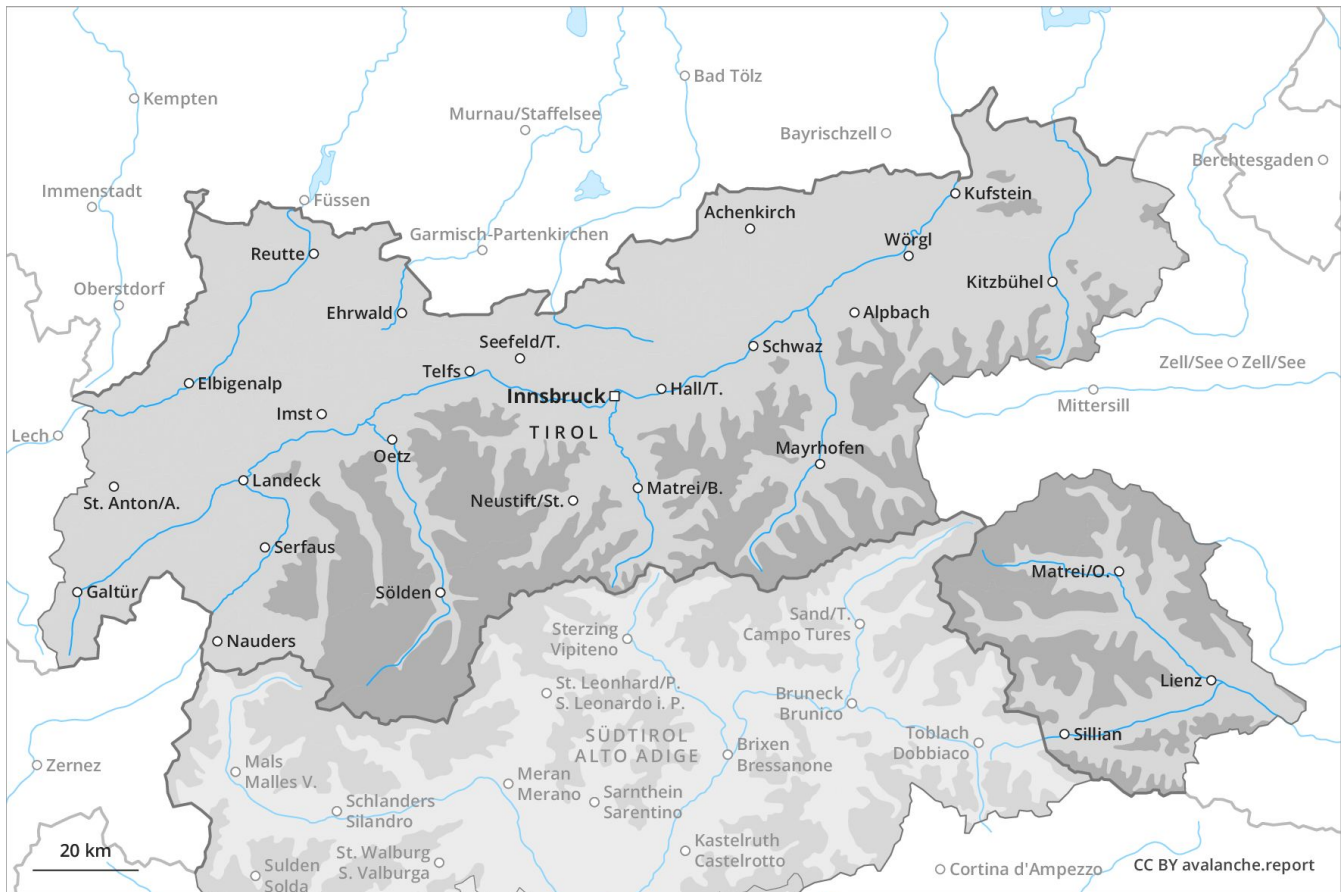 Kempten
Bad Tölz
Murnau/Staffelsee
Bayrischzell
Berchtesgaden
Immenstadt
Füssen
Kufstein
Achenkirch
Garmisch-Partenkirchen
Wörgl
Reutte
Oberstdorf
Kitzbühel
Ehrwald
Alpbach
Seefeld/T.
Schwaz
Zell/See
Zell/See
Telfs
Elbigenalp
Innsbruck
Hall/T.
Mittersill
Imst
Lech
TIROL
Oetz
Mayrhofen
Landeck
St. Anton/A.
Neustift/St.
Matrei/B.
Serfaus
Matrei/O.
Galtür
Sölden
Sand/T.
Campo Tures
Sterzing
Vipiteno
Nauders
Lienz
St. Leonhard/P.
S. Leonardo i. P.
Bruneck
Brunico
SÜDTIROL
ALTO ADIGE
Toblach
Dobbiaco
Sillian
Brixen
Bressanone
Zernez
Mals
Malles V.
Meran
Merano
Schlanders
Silandro
Sarnthein
Sarentino
Kastelruth
Castelrotto
20 km
St. Walburg
S. Valburga
Sulden
Solda
Cortina d'Ampezzo
CC BY avalanche.report